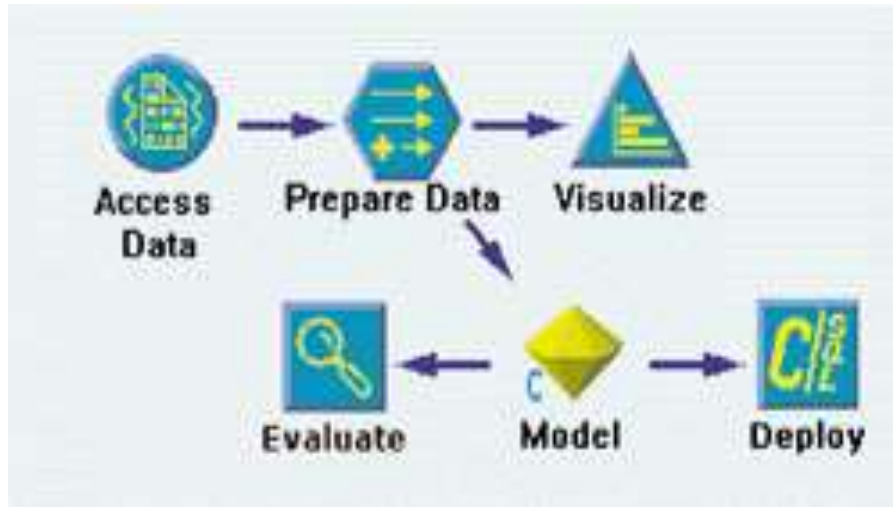 Access
Data
Prepare Data
Visualize
Evaluate
C
Model
Deploy